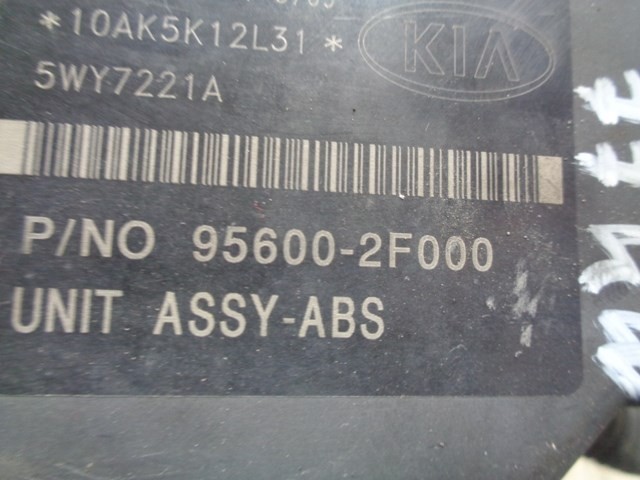 *10AK5K12L31*
KIA
5WY7221A
P/NO 95600-2F000
UNIT ASSY-ABS